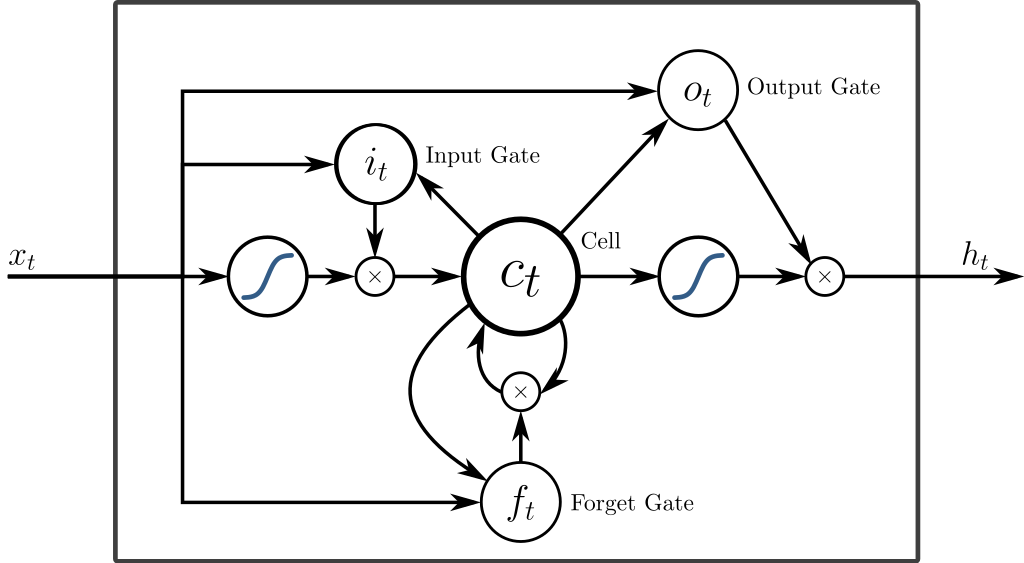 o_t Output Gate
i_t Input Gate
x_t
Cell
h_t
×
c_t
×
×
f_t Forget Gate